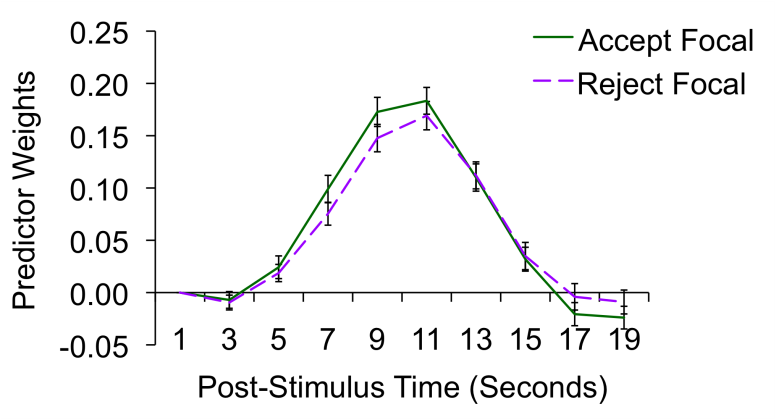 0.25
0.20
0.15
0.10
0.05
0.00
-0.05
Predictor Weights
Accept Focal
Reject Focal
1 3 5 7 9 11 13 15 17 19
Post-Stimulus Time (Seconds)